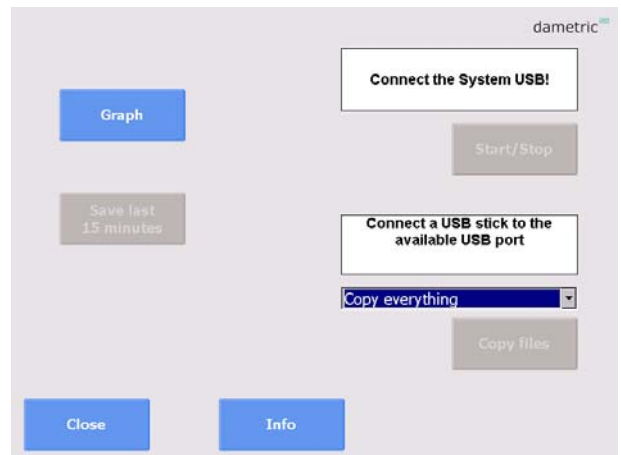 dametric
Connect the System USB!
Graph
Start/Stop
Save last
15 minutes
Connect a USB stick to the
available USB port
Copy everything
Copy files
Close
Info